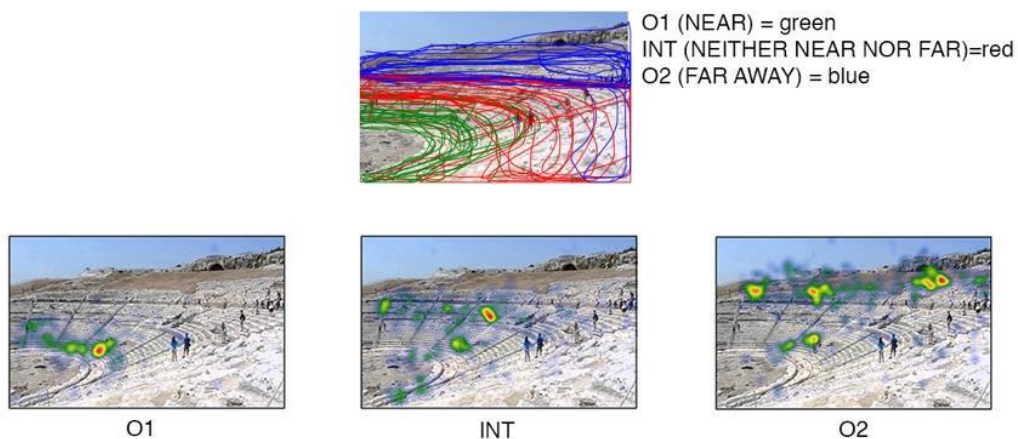 O1 (NEAR) = green
INT (NEITHER NEAR NOR FAR)=red
O2 (FAR AWAY) = blue
O1
INT
O2